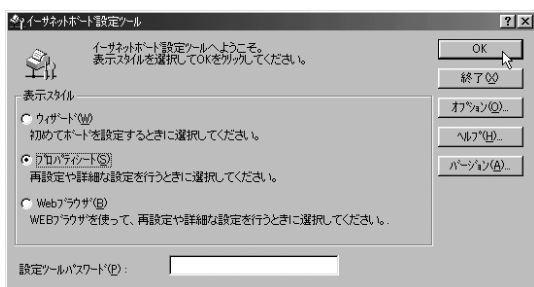 ｲｰｻﾈｯﾄﾎﾞｰﾄﾞ設定ﾂｰﾙ
ｲｰｻﾈｯﾄﾎﾞｰﾄﾞ設定ﾂｰﾙへようこそ。
表示ｽﾀｲﾙを選択してOKをｸﾘｯｸしてください。
OK
終了(X)
ｵﾌﾟｼｮﾝ(O)...
ﾍﾙﾌﾟ(H)...
ﾊﾞｰｼﾞｮﾝ(A)...
表示ｽﾀｲﾙ
ｳｨｻﾞｰﾄﾞ(W)
初めてﾎﾞｰﾄﾞを設定するときに選択してください。
ﾌﾟﾛﾊﾟﾃｨｼｰﾄ(S)
再設定や詳細な設定を行うときに選択してください。
Webﾌﾞﾗｳｻﾞ(B)
WEBﾌﾞﾗｳｻﾞを使って、再設定や詳細な設定を行うときに選択してください。.
設定ﾂｰﾙﾊﾟｽﾜｰﾄﾞ(P) :